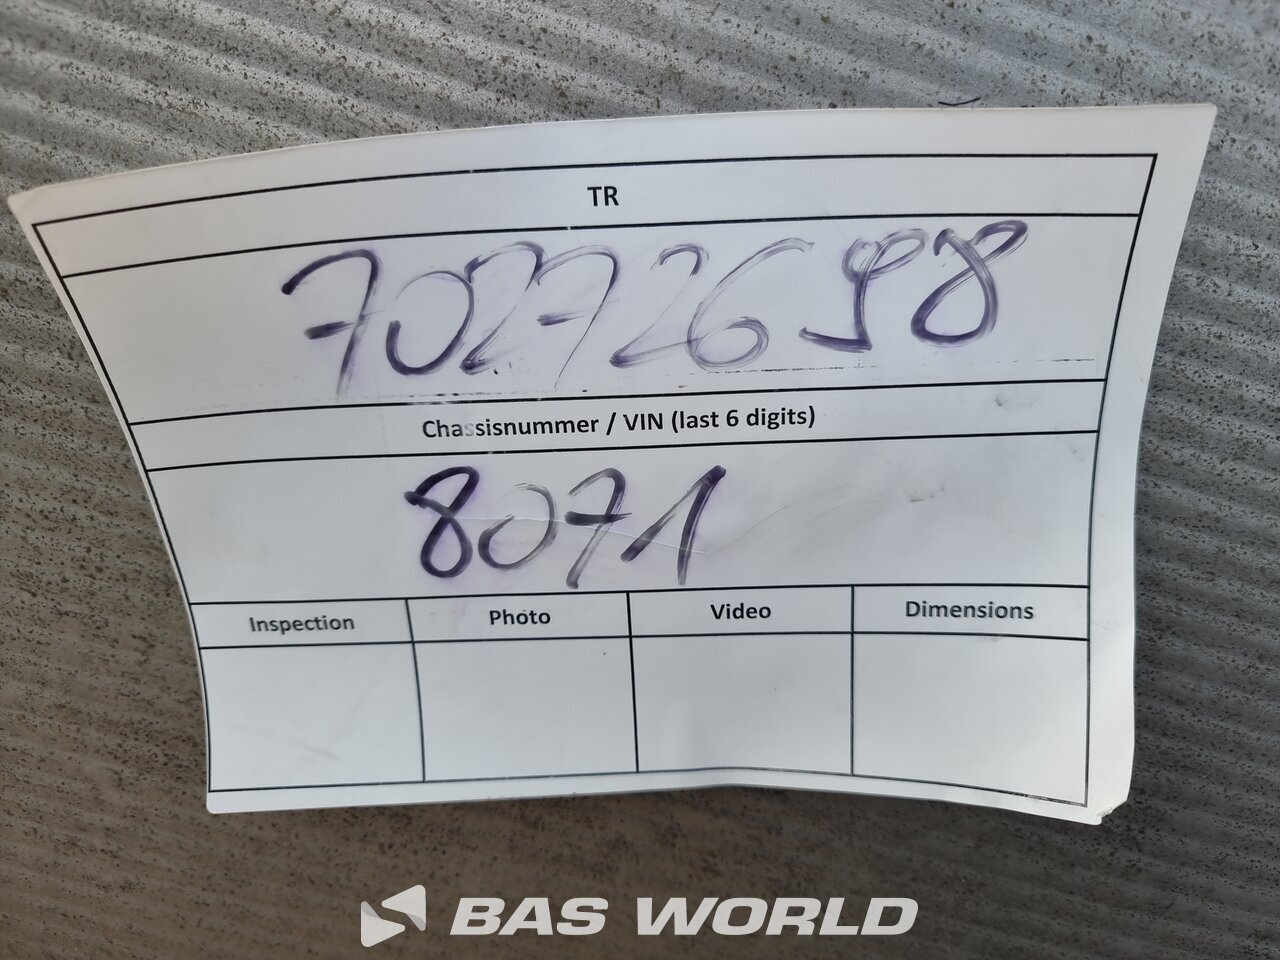 TR
70272698
Chassisnummer / VIN (last 6 digits)
8071
Inspection Photo Video Dimensions
BAS WORLD